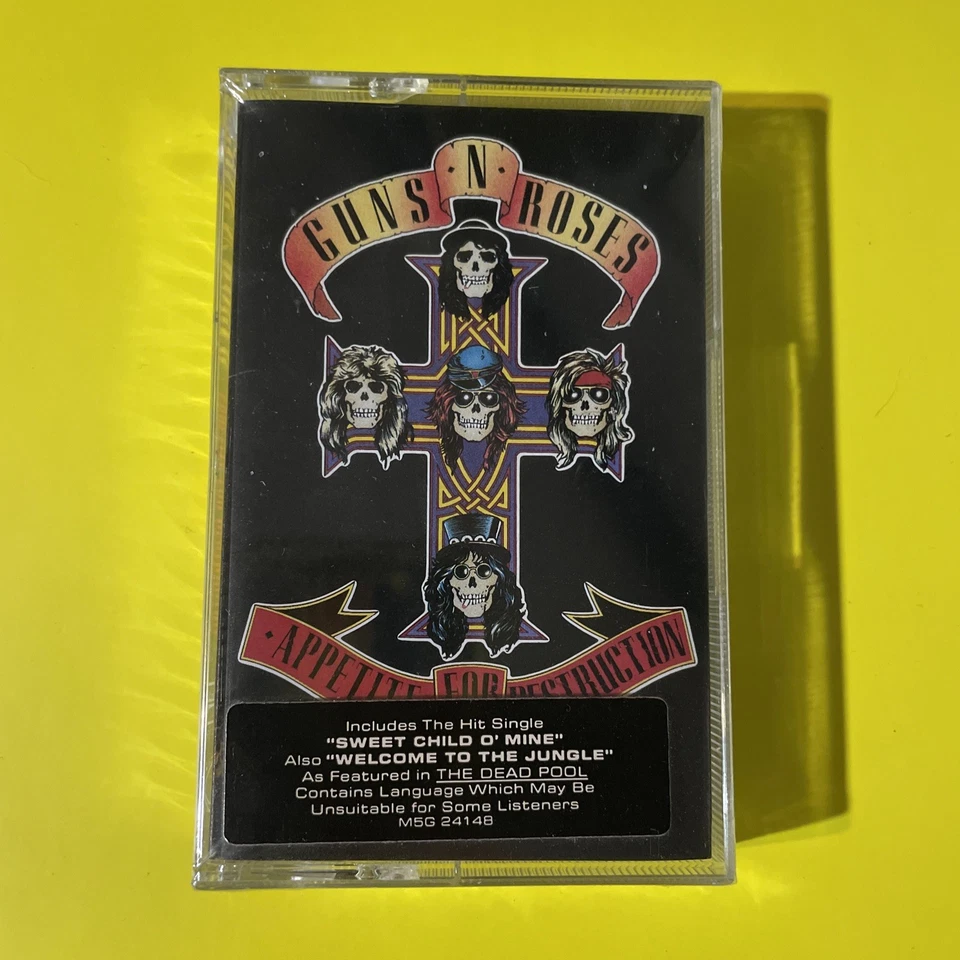 GUNS N' ROSES
· APPETITE FOR DESTRUCTION
Includes The Hit Single
"SWEET CHILD O' MINE"
Also "WELCOME TO THE JUNGLE"
As Featured in THE DEAD POOL
Contains Language Which May Be
Unsuitable for Some Listeners
M5G 24148